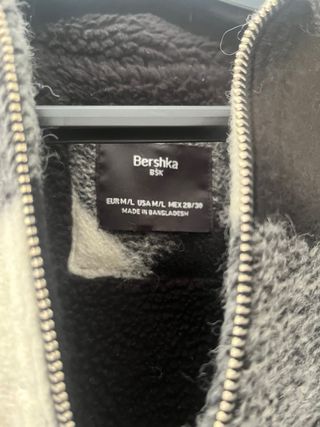 Bershka
BSK
EUR M/L USA M/L MEX 28/30
MADE IN BANGLADESH